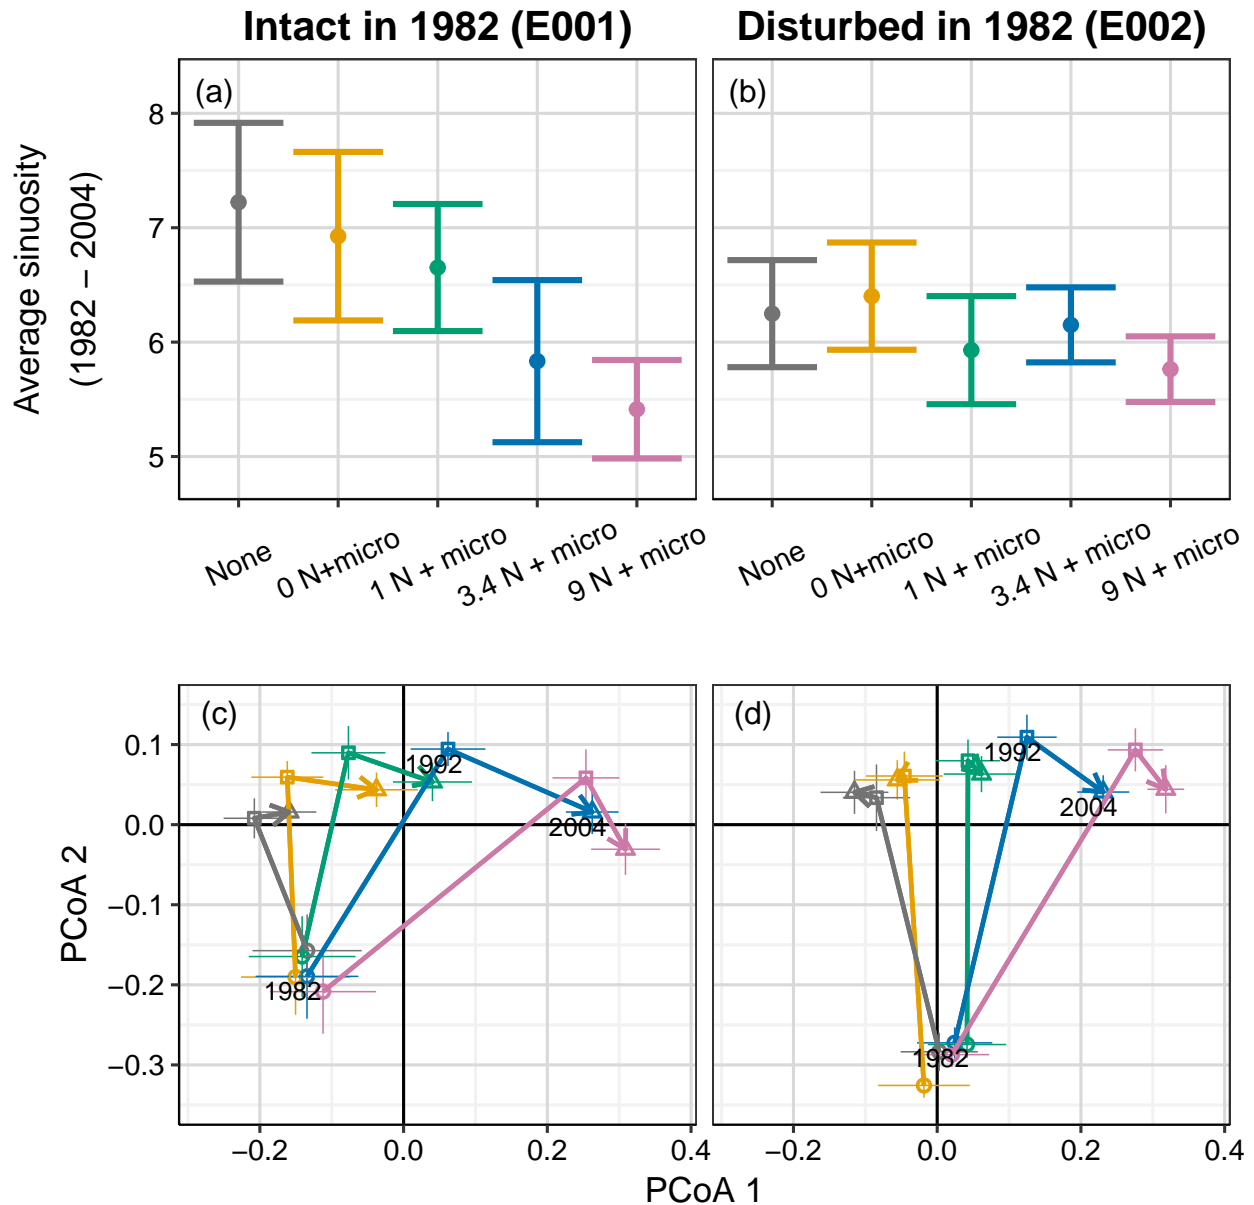 Intact in 1982 (E001)
Disturbed in 1982 (E002)
(a)
(b)
Average sinuosity
(1982 − 2004)
8
7
6
5
None
0 N+micro
1 N + micro
3.4 N + micro
9 N + micro
None
0 N+micro
1 N + micro
3.4 N + micro
9 N + micro
(c)
(d)
PCoA 2
0.1
0.0
−0.1
−0.2
−0.3
1992
2004
1982
1992
2004
1982
−0.2
0.0
0.2
0.4
−0.2
0.0
0.2
0.4
PCoA 1